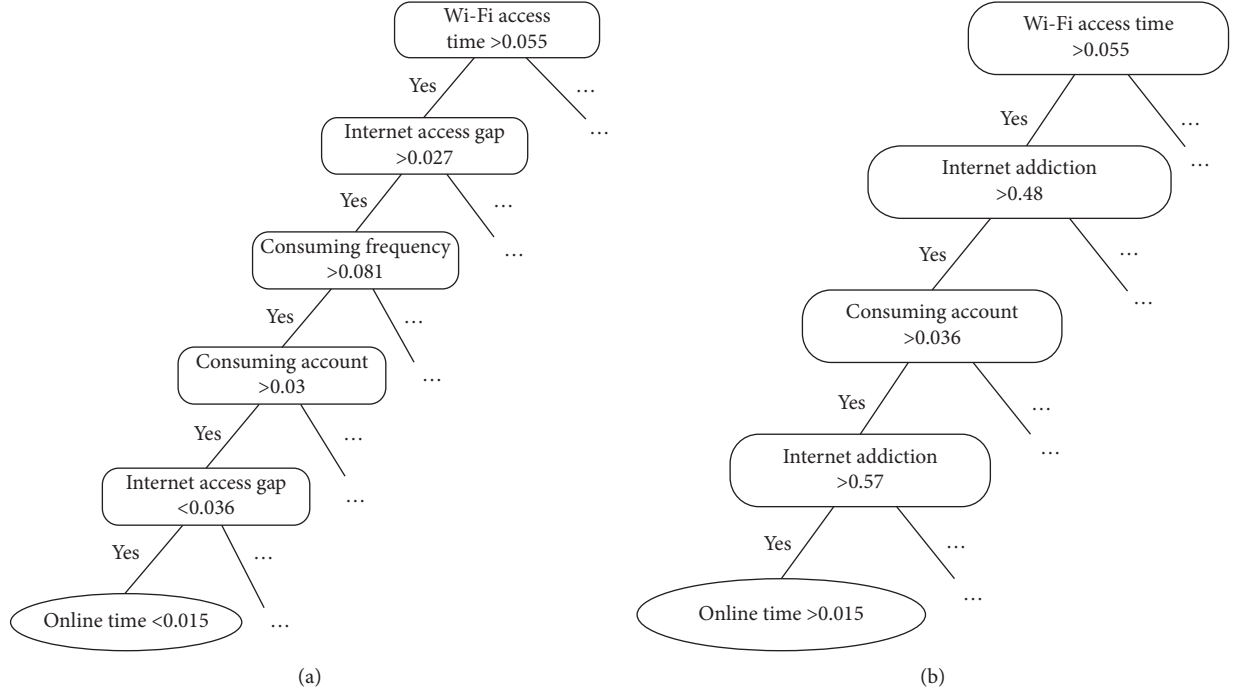 Wi-Fi access
time >0.055
Yes
…
…
Internet access gap
>0.027
Yes
…
…
Consuming frequency
>0.081
Yes
…
…
Consuming account
>0.03
Yes
…
…
Internet access gap
<0.036
Yes
…
…
Online time <0.015
(a)
Wi-Fi access time
>0.055
Yes
…
…
Internet addiction
>0.48
Yes
…
…
Consuming account
>0.036
Yes
…
…
Internet addiction
>0.57
Yes
…
…
Online time >0.015
(b)